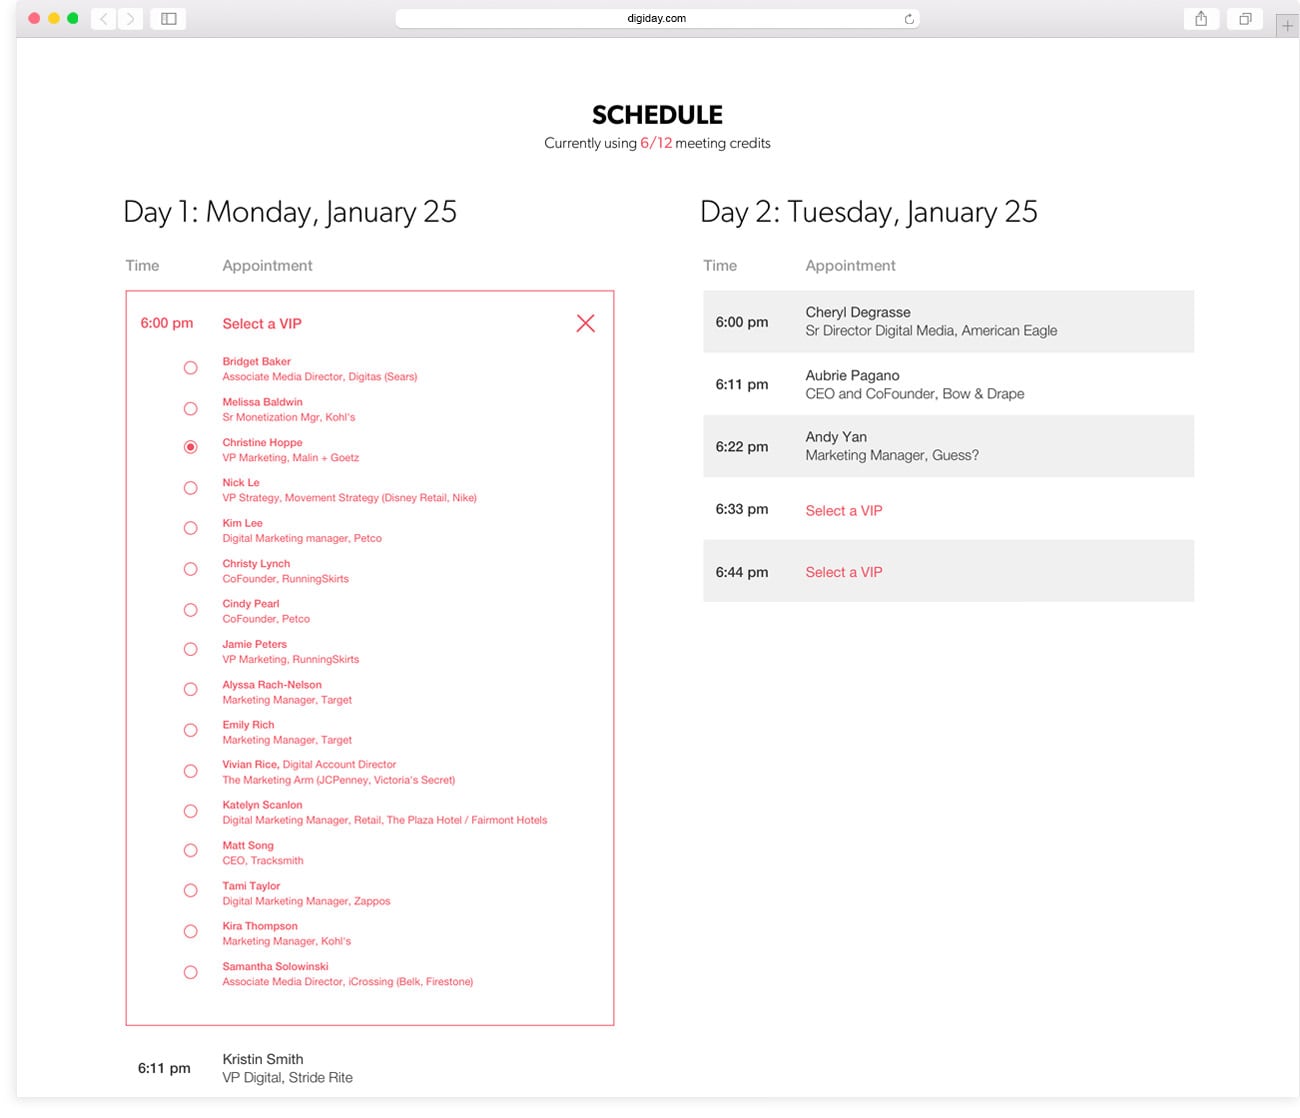 digiday.com
SCHEDULE
Currently using 6/12 meeting credits
Day 1: Monday, January 25
Time Appointment
6:00 pm Select a VIP
Bridget Baker
Associate Media Director, Digitas (Sears)
Melissa Baldwin
Sr Monetization Mgr, Kohl's
Christine Hoppe
VP Marketing, Malin + Goetz
Nick Le
VP Strategy, Movement Strategy (Disney Retail, Nike)
Kim Lee
Digital Marketing manager, Petco
Christy Lynch
CoFounder, RunningSkirts
Cindy Pearl
CoFounder, Petco
Jamie Peters
VP Marketing, RunningSkirts
Alyssa Rach-Nelson
Marketing Manager, Target
Emily Rich
Marketing Manager, Target
Vivian Rice, Digital Account Director
The Marketing Arm (JCPenney, Victoria's Secret)
Katelyn Scanlon
Digital Marketing Manager, Retail, The Plaza Hotel / Fairmont Hotels
Matt Song
CEO, Tracksmith
Tami Taylor
Digital Marketing Manager, Zappos
Kira Thompson
Marketing Manager, Kohl's
Samantha Solowinski
Associate Media Director, iCrossing (Belk, Firestone)
6:11 pm
Kristin Smith
VP Digital, Stride Rite
Day 2: Tuesday, January 25
Time Appointment
6:00 pm
Cheryl Degrasse
Sr Director Digital Media, American Eagle
6:11 pm
Aubrie Pagano
CEO and CoFounder, Bow & Drape
6:22 pm
Andy Yan
Marketing Manager, Guess?
6:33 pm Select a VIP
6:44 pm Select a VIP